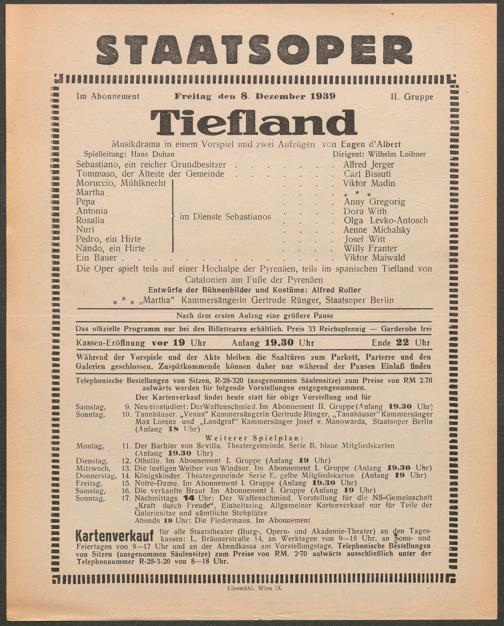 STAATSOPER
Im Abonnement Freitag den 8. Dezember 1939 II. Gruppe
Tiefland
Musikdrama in einem Vorspiel und zwei Aufzügen von Eugen d'Albert
Spielleitung: Hans Duhan Dirigent: Wilhelm Loibner
Sebastiano, ein reicher Grundbesitzer . . . . . Alfred Jerger
Tommaso, der Älteste der Gemeinde . . . . . Carl Bissuti
Moruccio, Mühlknecht . . . . Viktor Madin
Martha . . . . * * *
Pepa . . . . Anny Gregorig
Antonia . . . . Dora With
Rosalia im Dienste Sebastianos . . . . Olga Levko-Antosch
Nuri . . . . Aenne Michalsky
Pedro, ein Hirte . . . . Josef Witt
Nando, ein Hirte . . . . Willy Franter
Ein Bauer . . . . . . . . . . Viktor Maiwald
Die Oper spielt teils auf einer Hochalpe der Pyrenäen, teils im spanischen Tiefland von
Catalonien am Fuße der Pyrenäen
Entwürfe der Bühnenbilder und Kostüme: Alfred Roller
* * * „Martha" Kammersängerin Gertrude Rünger, Staatsoper Berlin
Nach dem ersten Aufzug eine größere Pause
Das offizielle Programm nur bei den Billetteuren erhältlich. Preis 33 Reichspfennig — Garderobe frei
Kassen-Eröffnung vor 19 Uhr Anfang 19.30 Uhr Ende 22 Uhr
Während der Vorspiele und der Akte bleiben die Saaltüren zum Parkett, Parterre und den
Galerien geschlossen. Zuspätkommende können daher nur während der Pausen Einlaß finden
Telephonische Bestellungen von Sitzen, R-28-320 (ausgenommen Säulensitze) zum Preise von RM 2.70
aufwärts werden für folgende Vorstellungen entgegengenommen.
Der Kartenverkauf findet heute statt für obige Vorstellung und für
Samstag, 9. Neueinstudiert: Der Waffenschmied. Im Abonnement II. Gruppe (Anfang 19.30 Uhr)
Sonntag, 10. Tannhäuser. „Venus" Kammersängerin Gertrude Rünger, „Tannhäuser" Kammersänger
Max Lorenz und „Landgraf" Kammersänger Josef v. Manowarda, Staatsoper Berlin
(Anfang 18 Uhr)
Weiterer Spielplan:
Montag, 11. Der Barbier von Sevilla. Theatergemeinde, Serie B, blaue Mitgliedskarten
(Anfang 19.30 Uhr)
Dienstag, 12. Othello. Im Abonnement I. Gruppe (Anfang 19 Uhr)
Mittwoch, 13. Die lustigen Weiber von Windsor. Im Abonnement I. Gruppe (Anfang 19.30 Uhr)
Donnerstag, 14. Königskinder. Theatergemeinde Serie E, gelbe Mitgliedskarten (Anfang 19 Uhr)
Freitag, 15. Notre-Dame. Im Abonnement I. Gruppe (Anfang 19.30 Uhr)
Samstag, 16. Die verkaufte Braut. Im Abonnement I. Gruppe (Anfang 19 Uhr)
Sonntag, 17. Nachmittags 14 Uhr: Der Waffenschmied. Vorstellung für die NS-Gemeinschaft
„Kraft durch Freude", Einheitsring. Allgemeiner Kartenverkauf nur für Teile der
Galeriesitze und sämtliche Stehplätze
Abends 19 Uhr: Die Fledermaus. Im Abonnement
Kartenverkauf für alle Staatstheater (Burg-, Opern- und Akademie-Theater) an den Tages-
kassen: I., Bräunerstraße 14, an Werktagen von 9—18 Uhr, an Sonn- und
Feiertagen von 9—17 Uhr und an der Abendkassa am Vorstellungstage. Telephonische Bestellungen
von Sitzen (ausgenommen Säulensitze) zum Preise von RM. 2·70 aufwärts ausschließlich unter der
Telephonnummer R-28-3-20 von 8—18 Uhr.
Elbemühl, Wien IX.